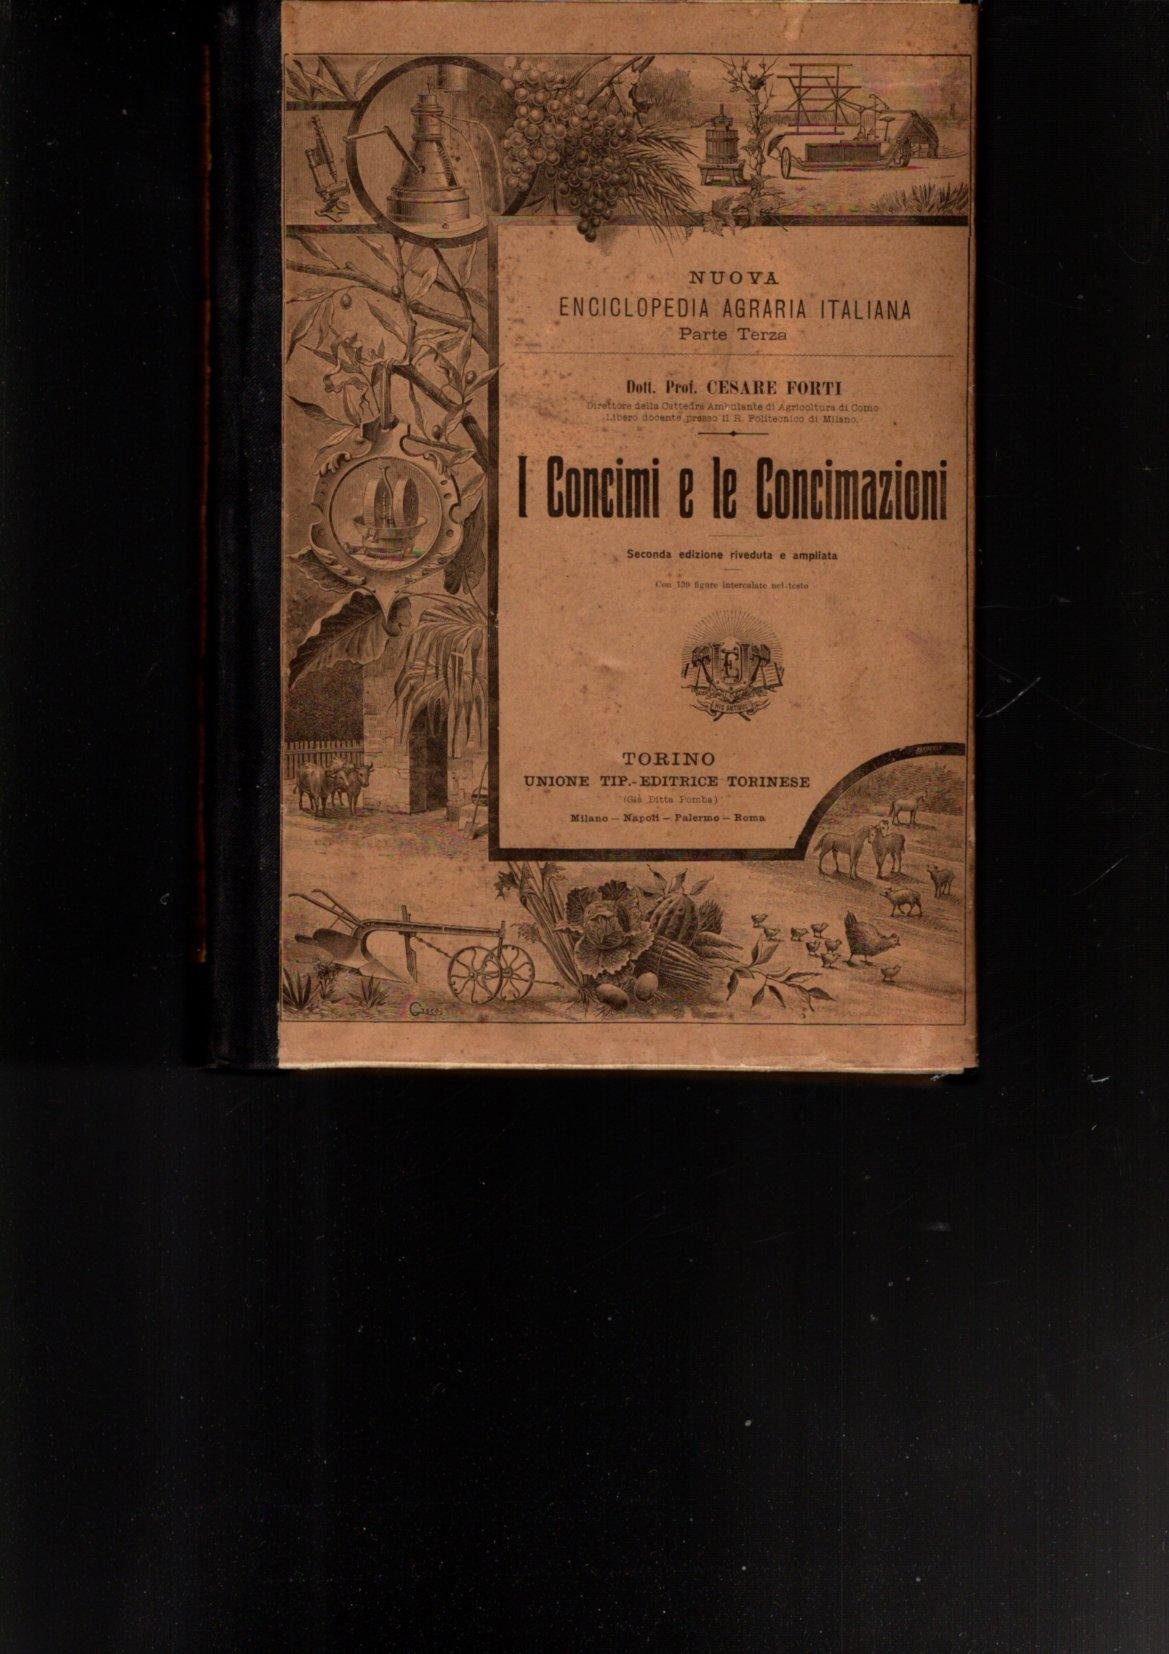 NUOVA
ENCICLOPEDIA AGRARIA ITALIANA
Parte Terza
Dott. Prof. CESARE FORTI
Direttore della Cattedra Ambulante di Agricoltura di Como
Libero docente presso il R. Politecnico di Milano.
I Concimi e le Concimazioni
Seconda edizione riveduta e ampliata
Con 139 figure intercalate nel testo
TORINO
UNIONE TIP.-EDITRICE TORINESE
(Già Ditta Pomba)
Milano — Napoli — Palermo — Roma